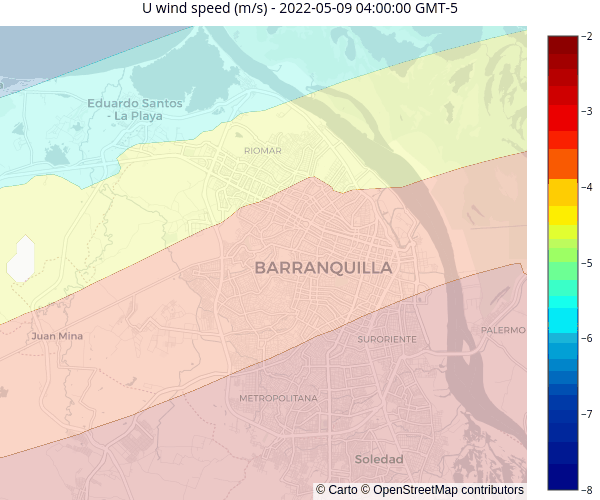 U wind speed (m/s) - 2022-05-09 04:00:00 GMT-5
−2
Eduardo Santos
- La Playa
−3
RIOMAR
−4
BARRANQUILLA
−5
Juan Mina
PALERMO
SURORIENTE
−6
METROPOLITANA
−7
Soledad
© Carto © OpenStreetMap contributors
−8